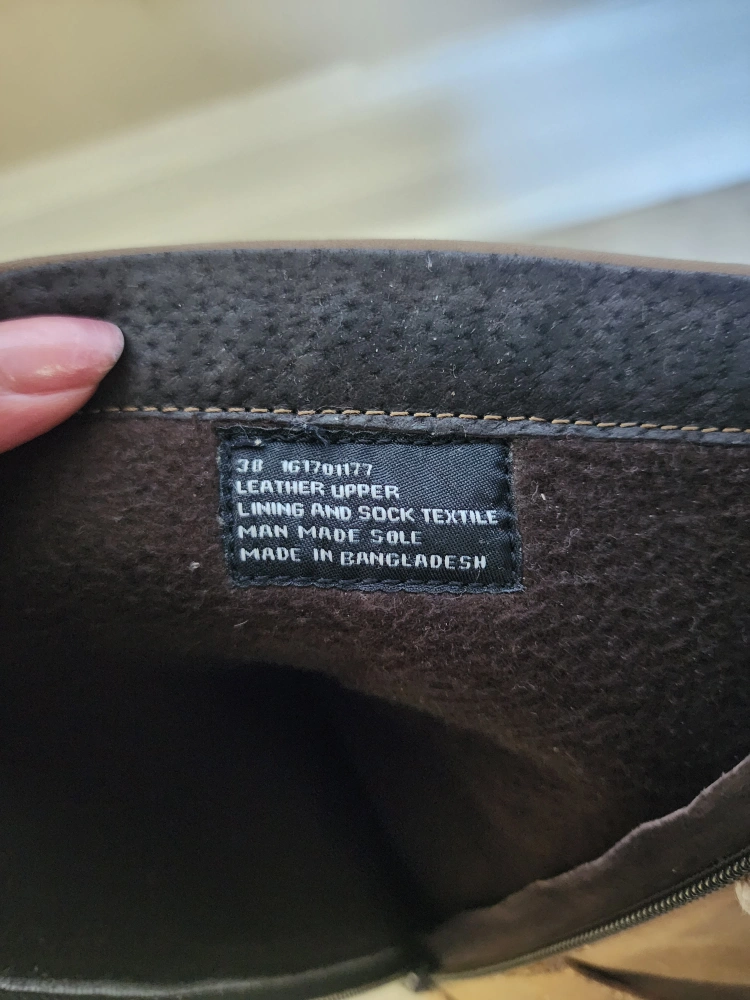 38 161701177
LEATHER UPPER
LINING AND SOCK TEXTILE
MAN MADE SOLE
MADE IN BANGLADESH